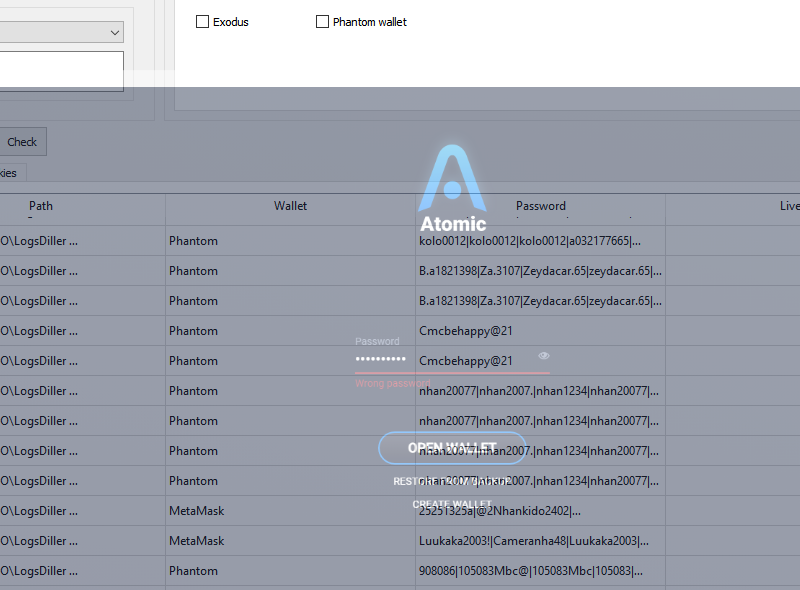 Exodus
Phantom wallet
Check
kies
Path Wallet Password Live
Atomic
O\LogsDiller ... Phantom kolo0012|kolo0012|kolo0012|a032177665|...
O\LogsDiller ... Phantom B.a1821398|Za.3107|Zeydacar.65|zeydacar.65|...
O\LogsDiller ... Phantom B.a1821398|Za.3107|Zeydacar.65|zeydacar.65|...
O\LogsDiller ... Phantom Cmcbehappy@21
Password
O\LogsDiller ... Phantom Cmcbehappy@21
Wrong password
O\LogsDiller ... Phantom nhan20077|nhan2007.|nhan1234|nhan20077|...
O\LogsDiller ... Phantom nhan20077|nhan2007.|nhan1234|nhan20077|...
O\LogsDiller ... Phantom nhan20077|nhan2007.|nhan1234|nhan20077|...
OPEN WALLET
O\LogsDiller ... Phantom nhan20077|nhan2007.|nhan1234|nhan20077|...
RESTORE FROM BACKUP
CREATE WALLET
O\LogsDiller ... MetaMask 25251325a|@2Nhankido2402|...
O\LogsDiller ... MetaMask Luukaka2003!|Cameranha48|Luukaka2003|...
O\LogsDiller ... Phantom 908086|105083Mbc@|105083Mbc|105083|...